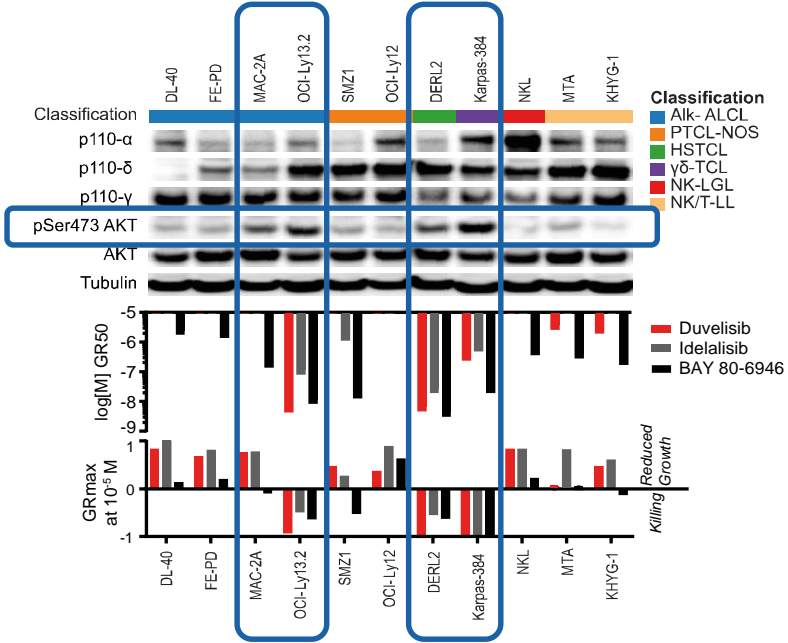 DL-40
FE-PD
MAC-2A
OCI-Ly13.2
SMZ1
OCI-Ly12
DERL2
Karpas-384
NKL
MTA
KHYG-1
Classification
p110-α
p110-δ
p110-γ
pSer473 AKT
AKT
Tubulin
Classification
Alk- ALCL
PTCL-NOS
HSTCL
γδ-TCL
NK-LGL
NK/T-LL
log[M] GR50
-5
-6
-7
-8
-9
Duvelisib
Idelalisib
BAY 80-6946
GRmax
at 10⁻⁵ M
1
0
-1
Reduced
Growth
Killing
DL-40
FE-PD
MAC-2A
OCI-Ly13.2
SMZ1
OCI-Ly12
DERL2
Karpas-384
NKL
MTA
KHYG-1